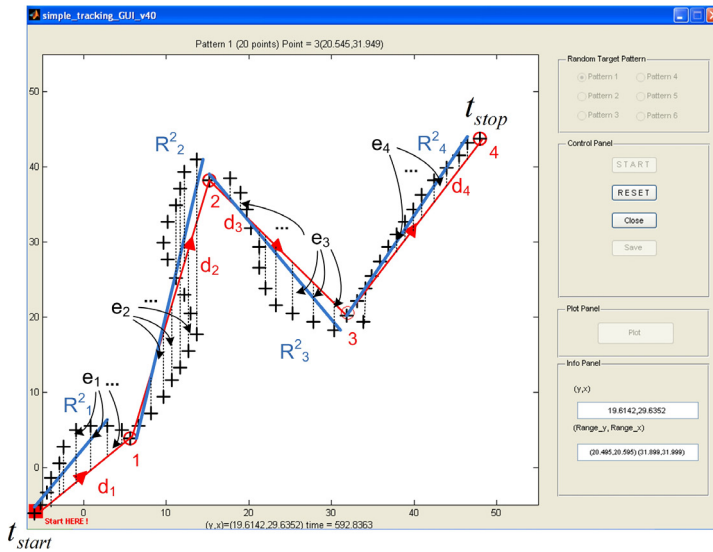 simple_tracking_GUI_v40
Pattern 1 (20 points) Point = 3(20.545,31.949)
50
40
30
20
10
0
0
10
20
30
40
50
t_stop
R²₄
4
e₄
...
d₄
R²₂
2
d₃
...
e₃
d₂
...
e₂
3
R²₃
R²₁
e₁ ...
1
d₁
Start HERE !
t_start
(y,x)=(19.6142,29.6352) time = 592.8363
Random Target Pattern
Pattern 1
Pattern 4
Pattern 2
Pattern 5
Pattern 3
Pattern 6
Control Panel
START
RESET
Close
Save
Plot Panel
Plot
Info Panel
(y,x)
19.6142,29.6352
(Range_y, Range_x)
(20.495,20.595) (31.899,31.999)